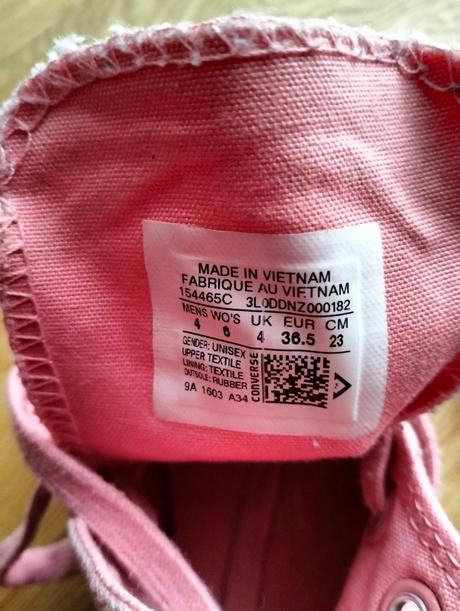 MADE IN VIETNAM
FABRIQUE AU VIETNAM
154465C 3L0DDNZ000182
MENS WO'S UK EUR CM
4 6 4 36.5 23
GENDER: UNISEX
UPPER TEXTILE
LINING: TEXTILE
OUTSOLE: RUBBER
9A 1603 A34
CONVERSE